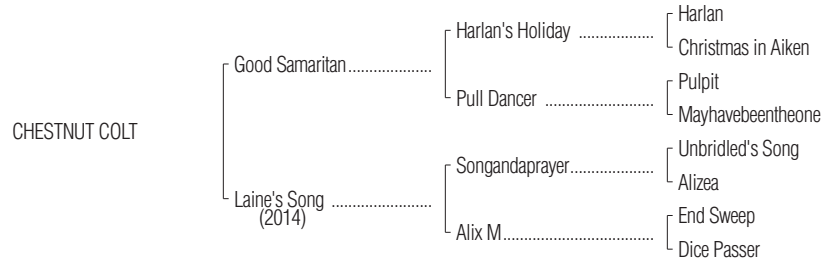 Harlan
Harlan's Holiday ..................
Christmas in Aiken
Good Samaritan....................
Pulpit
Pull Dancer .........................
Mayhavebeentheone
CHESTNUT COLT
Unbridled's Song
Songandaprayer....................
Alizea
Laine's Song ........................
(2014)
End Sweep
Alix M....................................
Dice Passer